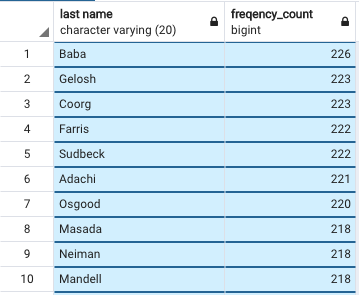 last name freqency_count
character varying (20) bigint
1 Baba 226
2 Gelosh 223
3 Coorg 223
4 Farris 222
5 Sudbeck 222
6 Adachi 221
7 Osgood 220
8 Masada 218
9 Neiman 218
10 Mandell 218